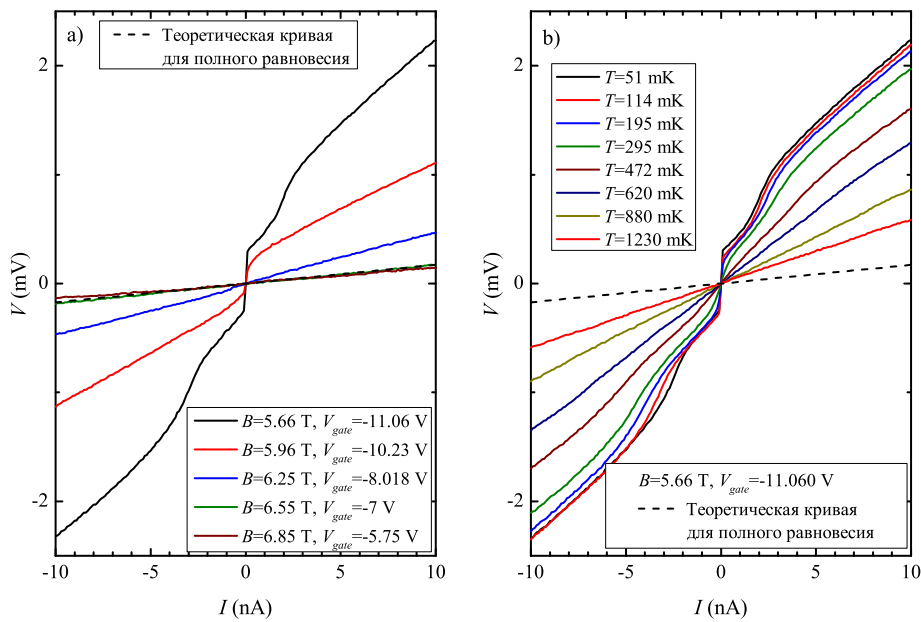 a)
Теоретическая кривая
для полного равновесия
2
0
-2
V (mV)
B=5.66 T, Vgate=-11.06 V
B=5.96 T, Vgate=-10.23 V
B=6.25 T, Vgate=-8.018 V
B=6.55 T, Vgate=-7 V
B=6.85 T, Vgate=-5.75 V
-10 -5 0 5 10
I (nA)
b)
T=51 mK
T=114 mK
T=195 mK
T=295 mK
T=472 mK
T=620 mK
T=880 mK
T=1230 mK
2
0
-2
V (mV)
B=5.66 T, Vgate=-11.060 V
Теоретическая кривая
для полного равновесия
-10 -5 0 5 10
I (nA)